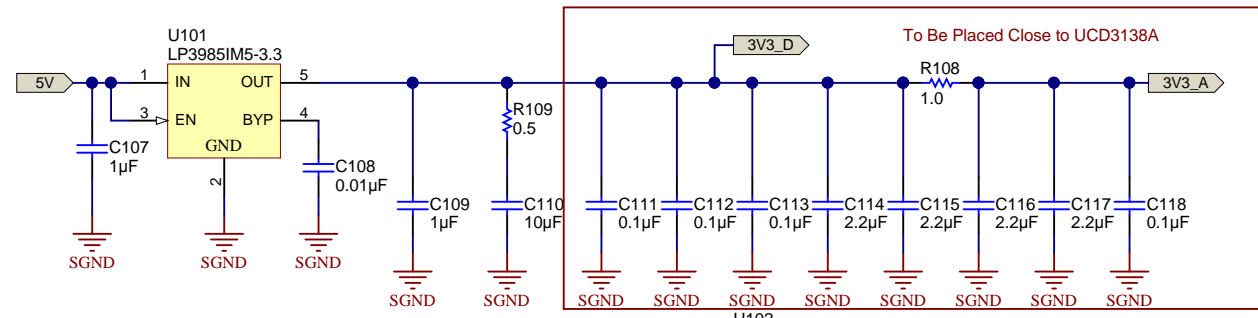 U101
LP3985IM5-3.3
To Be Placed Close to UCD3138A
3V3_D
5V
1
IN
OUT
5
R108
1.0
3V3_A
3
EN
BYP
4
R109
0.5
GND
C107
1µF
2
C108
0.01µF
C109
1µF
C110
10µF
C111
0.1µF
C112
0.1µF
C113
0.1µF
C114
2.2µF
C115
2.2µF
C116
2.2µF
C117
2.2µF
C118
0.1µF
SGND
SGND
SGND
SGND
SGND
SGND
SGND
SGND
SGND
SGND
SGND
SGND
SGND